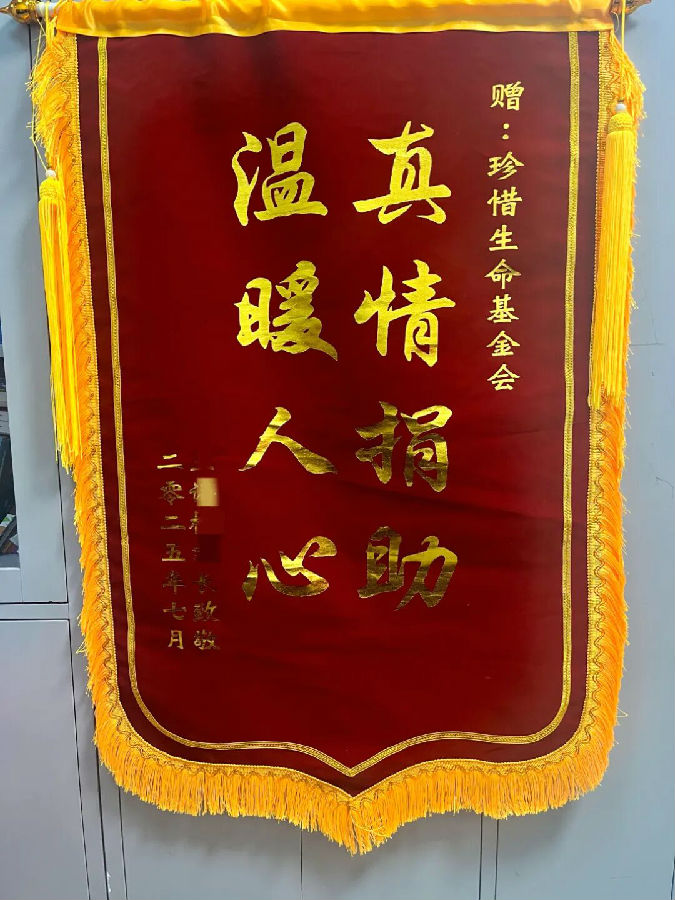 赠：珍惜生命基金会
真情捐助
温暖人心
长致敬
二零二五年七月